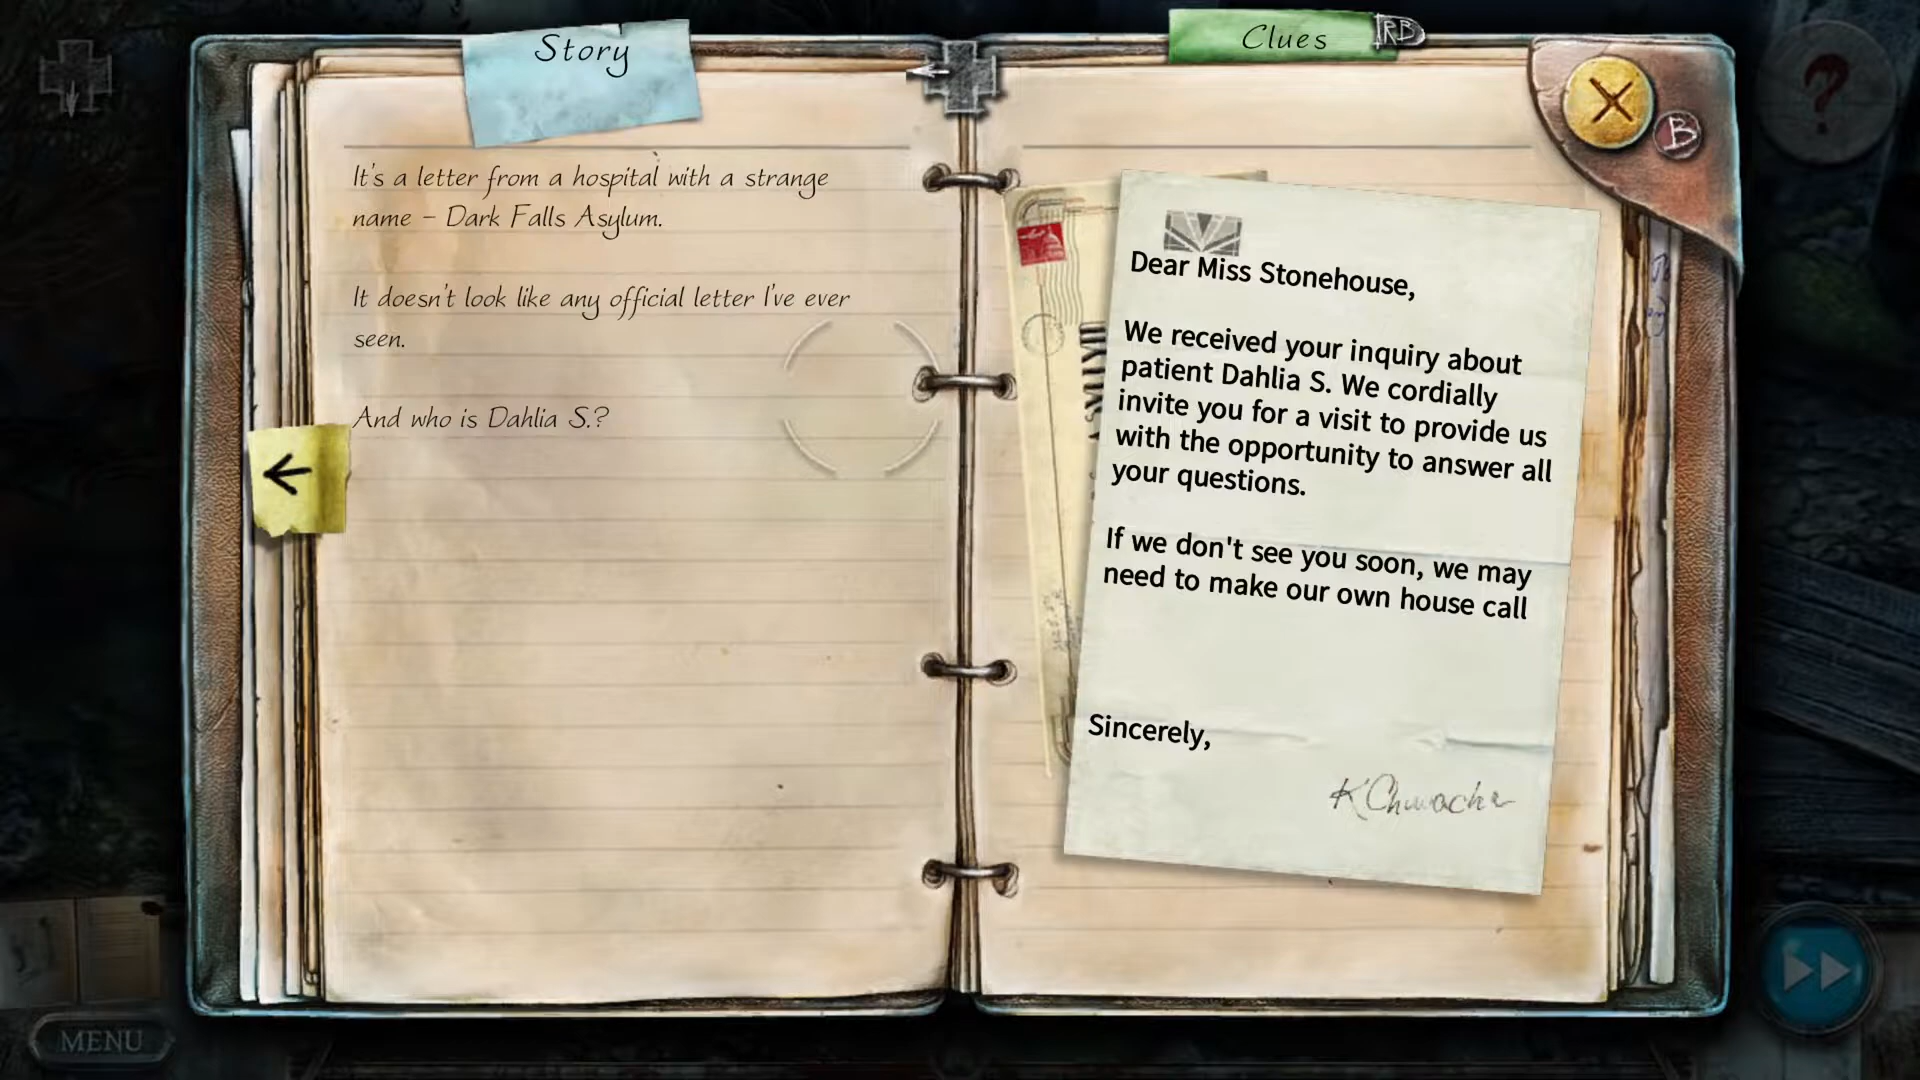 Story
Clues
RB
B
?
It's a letter from a hospital with a strange
name – Dark Falls Asylum.
It doesn't look like any official letter I've ever
seen.
And who is Dahlia S.?
Dear Miss Stonehouse,
We received your inquiry about
patient Dahlia S. We cordially
invite you for a visit to provide us
with the opportunity to answer all
your questions.
If we don't see you soon, we may
need to make our own house call
Sincerely,
MENU